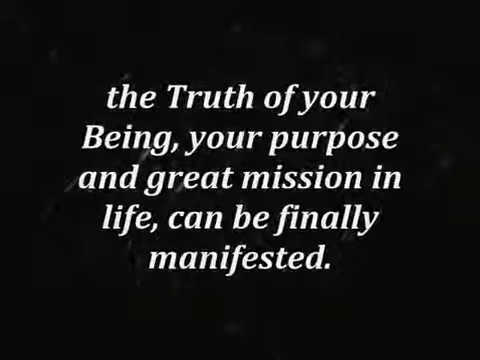 the Truth of your
Being, your purpose
and great mission in
life, can be finally
manifested.